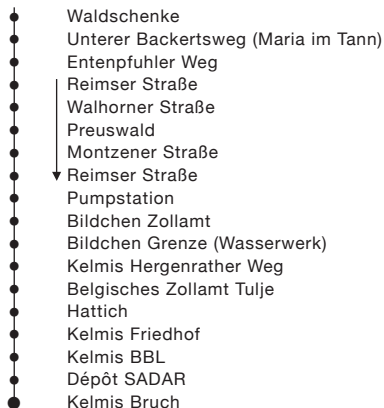 Waldschenke
Unterer Backertsweg (Maria im Tann)
Entenpfuhler Weg
Reimser Straße
Walhorner Straße
Preuswald
Montzener Straße
Reimser Straße
Pumpstation
Bildchen Zollamt
Bildchen Grenze (Wasserwerk)
Kelmis Hergenrather Weg
Belgisches Zollamt Tulje
Hattich
Kelmis Friedhof
Kelmis BBL
Dépôt SADAR
Kelmis Bruch